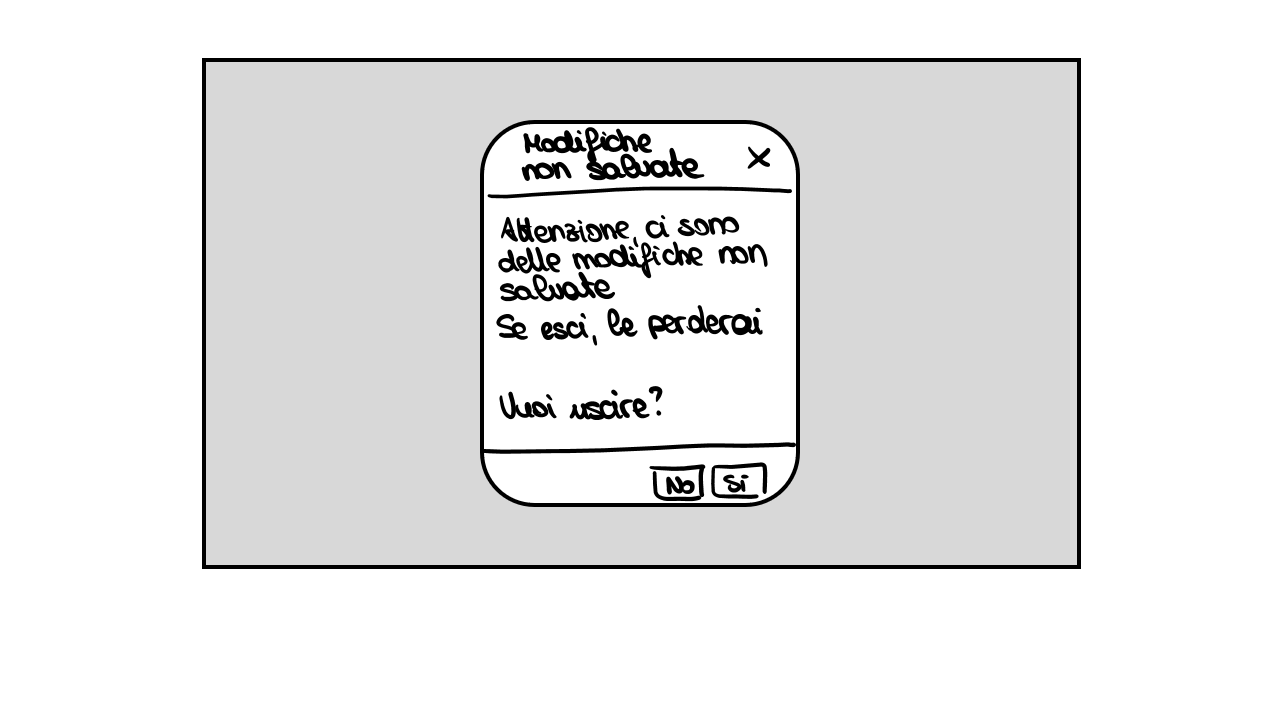 Modifiche
non salvate
X
Attenzione, ci sono
delle modifiche non
salvate
Se esci, le perderai
Vuoi uscire?
No Si